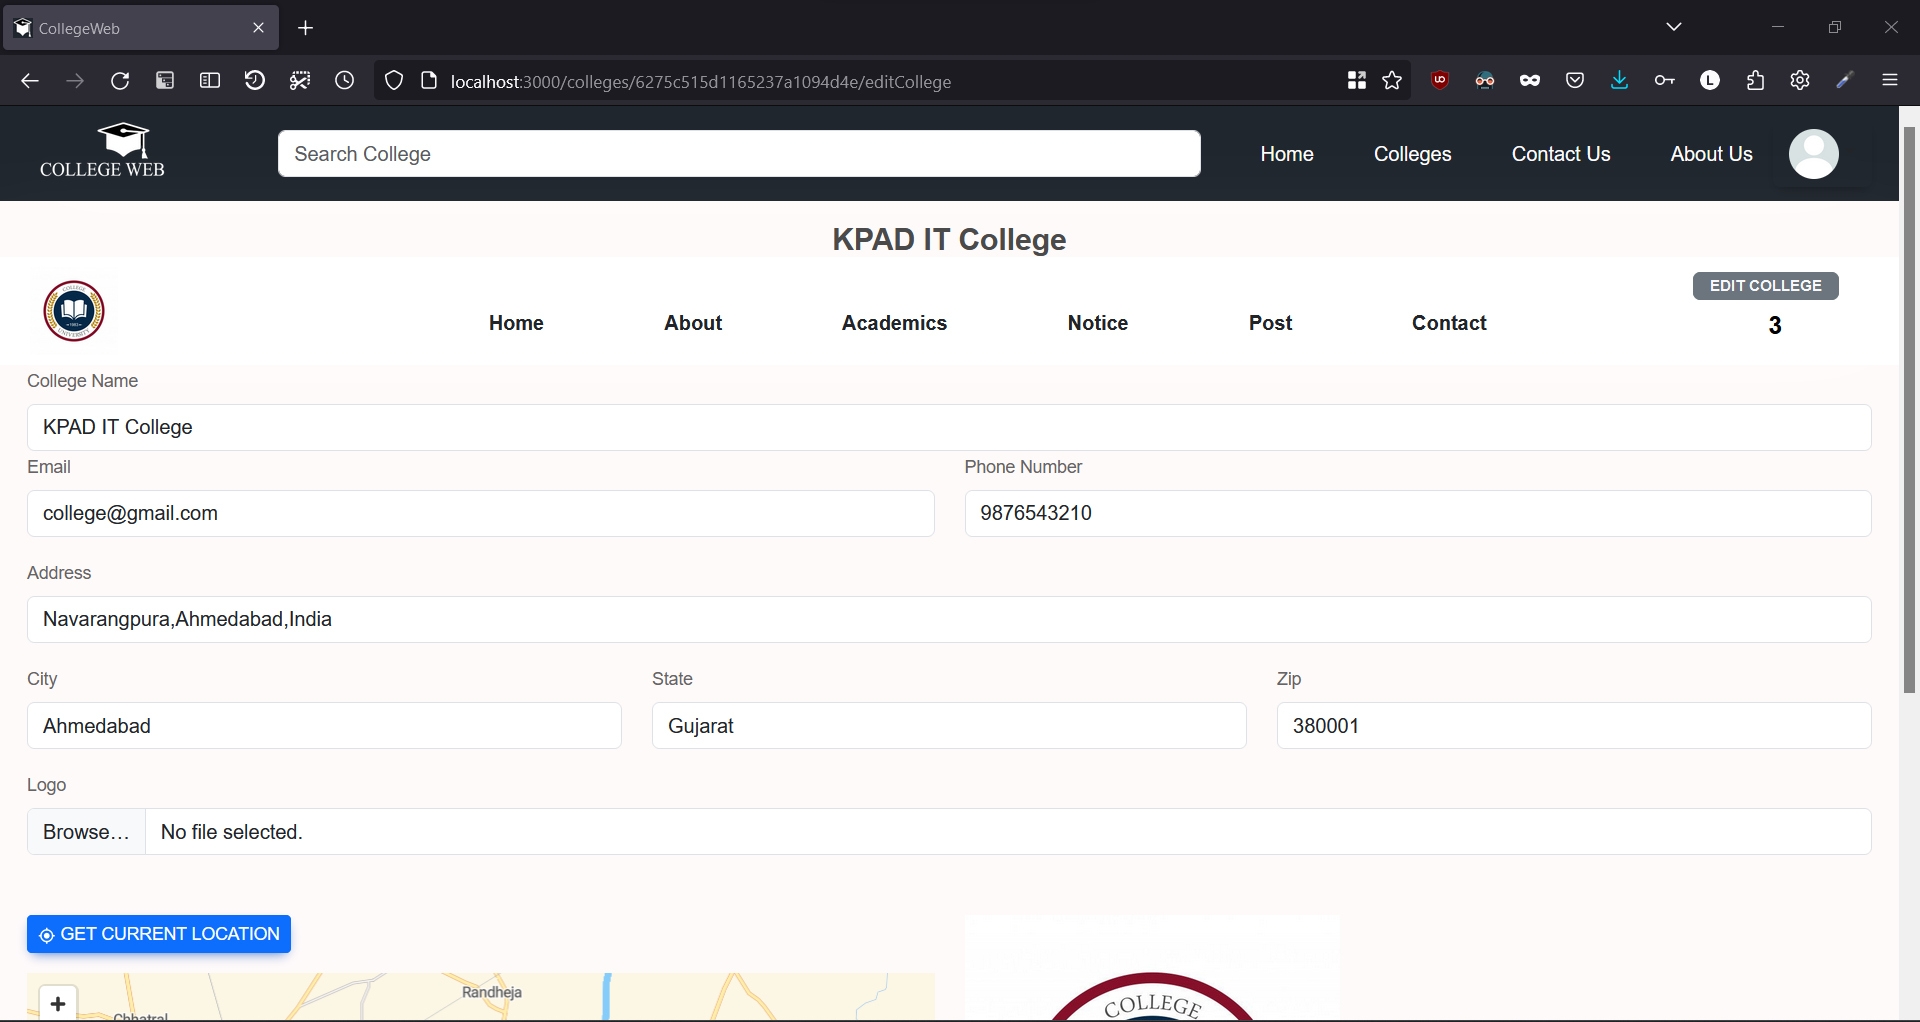 CollegeWeb
localhost:3000/colleges/6275c515d1165237a1094d4e/editCollege
COLLEGE WEB
Search College
Home
Colleges
Contact Us
About Us
KPAD IT College
EDIT COLLEGE
COLLEGE
UNIVERSITY
Home
About
Academics
Notice
Post
Contact
3
College Name
KPAD IT College
Email
Phone Number
college@gmail.com
9876543210
Address
Navarangpura,Ahmedabad,India
City
State
Zip
Ahmedabad
Gujarat
380001
Logo
Browse...
No file selected.
GET CURRENT LOCATION
+
Randheja
Chhatral
COLLEGE